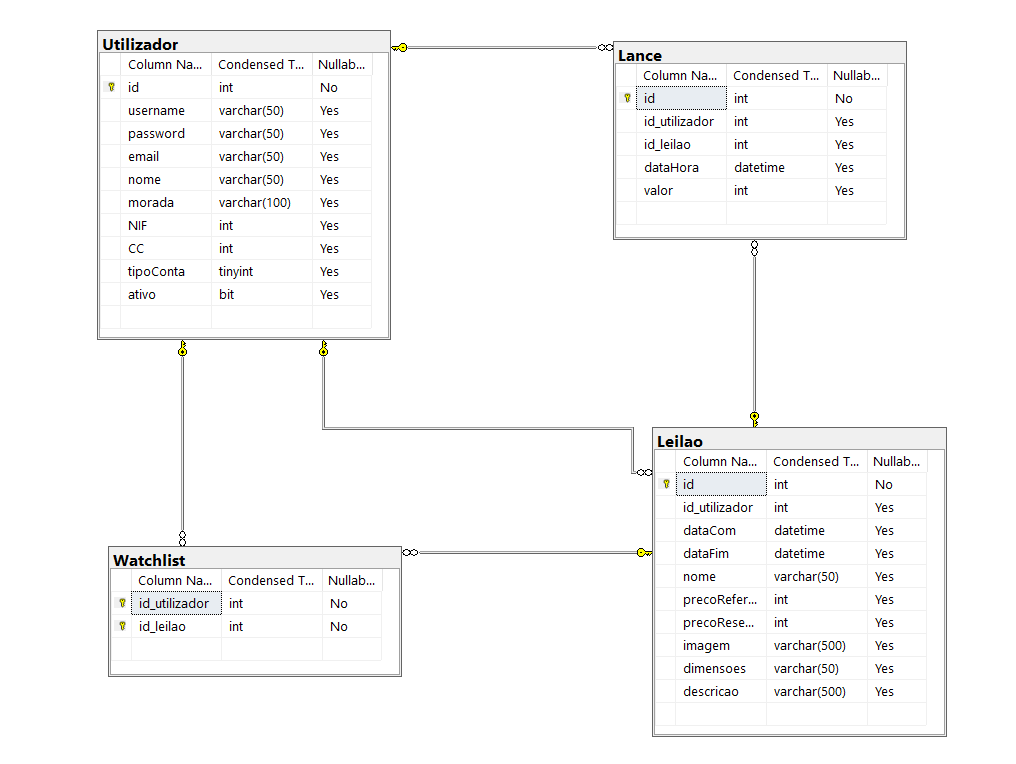 Utilizador
Column Na... Condensed T... Nullab...
id int No
username varchar(50) Yes
password varchar(50) Yes
email varchar(50) Yes
nome varchar(50) Yes
morada varchar(100) Yes
NIF int Yes
CC int Yes
tipoConta tinyint Yes
ativo bit Yes
Lance
Column Na... Condensed T... Nullab...
id int No
id_utilizador int Yes
id_leilao int Yes
dataHora datetime Yes
valor int Yes
Watchlist
Column Na... Condensed T... Nullab...
id_utilizador int No
id_leilao int No
Leilao
Column Na... Condensed T... Nullab...
id int No
id_utilizador int Yes
dataCom datetime Yes
dataFim datetime Yes
nome varchar(50) Yes
precoRefer... int Yes
precoRese... int Yes
imagem varchar(500) Yes
dimensoes varchar(50) Yes
descricao varchar(500) Yes